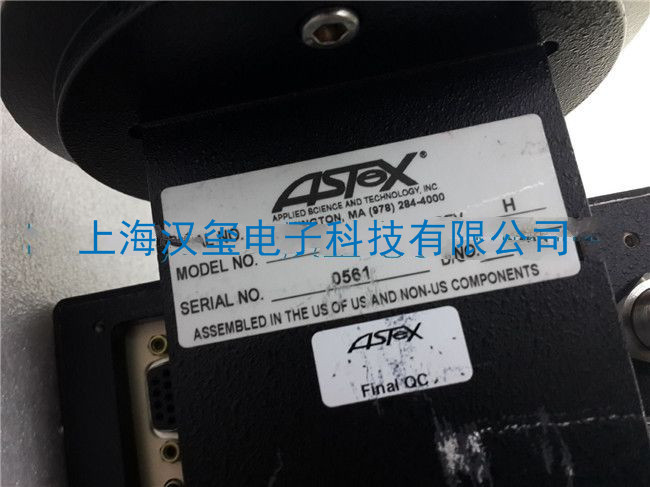 ASTeX®
APPLIED SCIENCE AND TECHNOLOGY, INC
MA (978) 284-4000
H
上海汉玺电子科技有限公司
MODEL NO.
SERIAL NO. 0561
ASSEMBLED IN THE US OF US AND NON-US COMPONENTS
ASTeX
Final QC